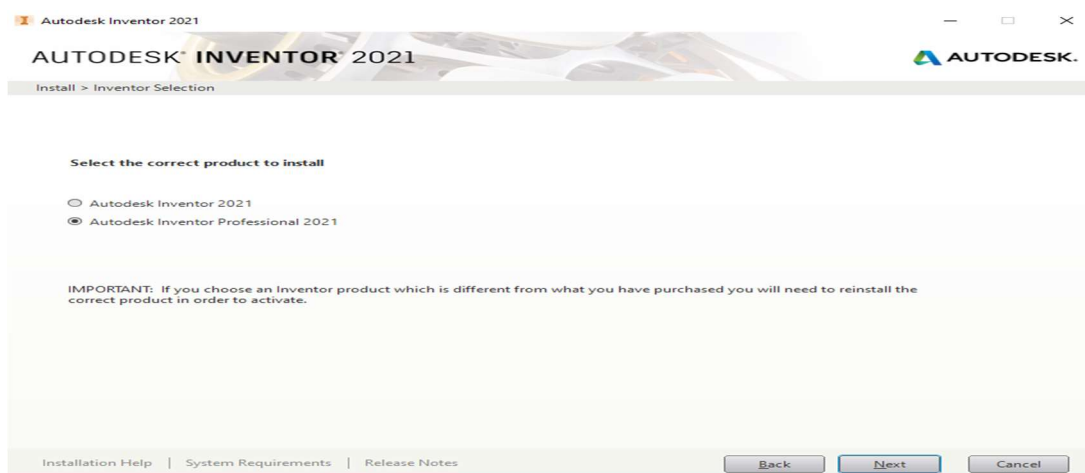 Autodesk Inventor 2021
AUTODESK® INVENTOR® 2021
AUTODESK.
Install > Inventor Selection
Select the correct product to install
Autodesk Inventor 2021
Autodesk Inventor Professional 2021
IMPORTANT: If you choose an Inventor product which is different from what you have purchased you will need to reinstall the
correct product in order to activate.
Installation Help | System Requirements | Release Notes
Back
Next
Cancel